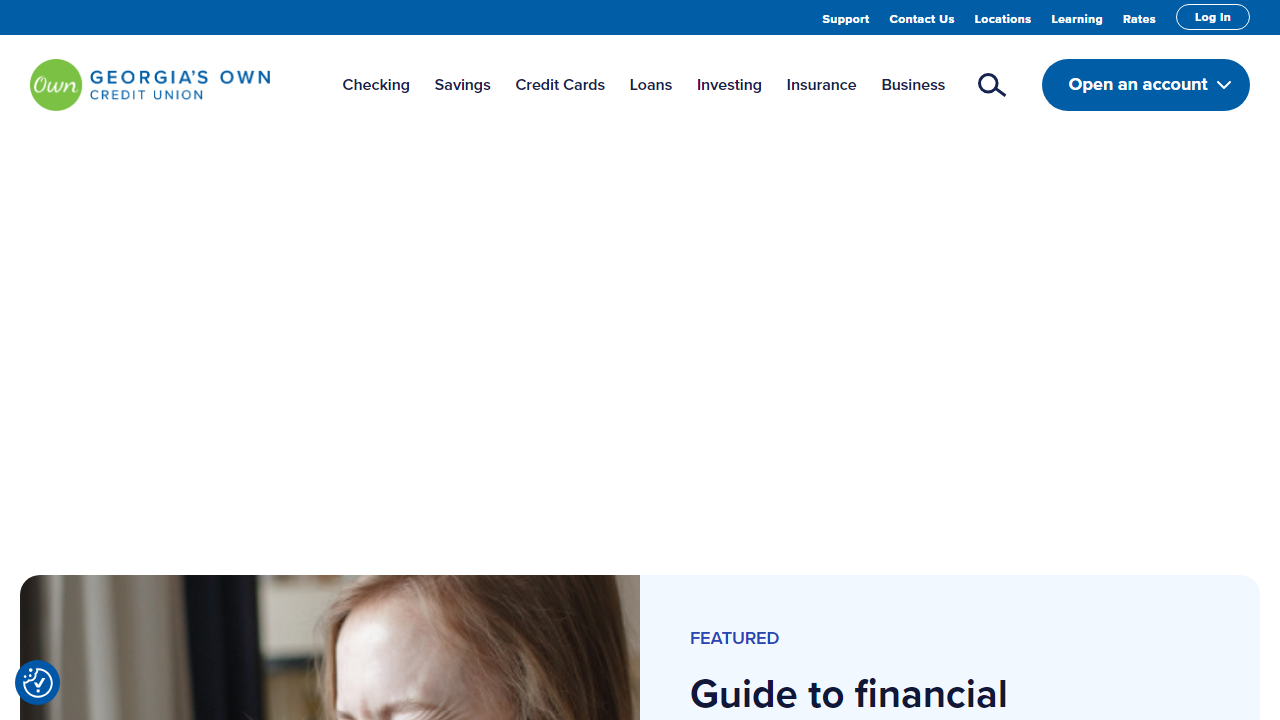 Support Contact Us Locations Learning Rates Log In
Own GEORGIA'S OWN
CREDIT UNION
Checking Savings Credit Cards Loans Investing Insurance Business Open an account
FEATURED
Guide to financial